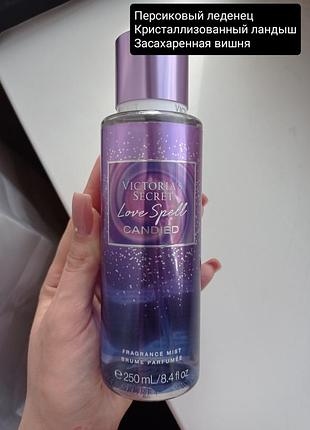 Персиковый леденец
Кристаллизованный ландыш
Засахаренная вишня
VICTORIA'S
SECRET
Love Spell
CANDIED
FRAGRANCE MIST
BRUME PARFUMÉE
℮ 250 mL/8.4 fl oz